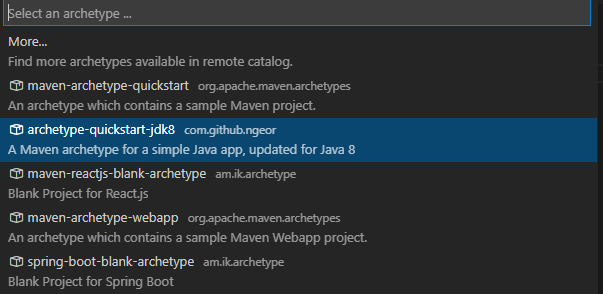 Select an archetype ...
More...
Find more archetypes available in remote catalog.
maven-archetype-quickstart org.apache.maven.archetypes
An archetype which contains a sample Maven project.
archetype-quickstart-jdk8 com.github.ngeor
A Maven archetype for a simple Java app, updated for Java 8
maven-reactjs-blank-archetype am.ik.archetype
Blank Project for React.js
maven-archetype-webapp org.apache.maven.archetypes
An archetype which contains a sample Maven Webapp project.
spring-boot-blank-archetype am.ik.archetype
Blank Project for Spring Boot